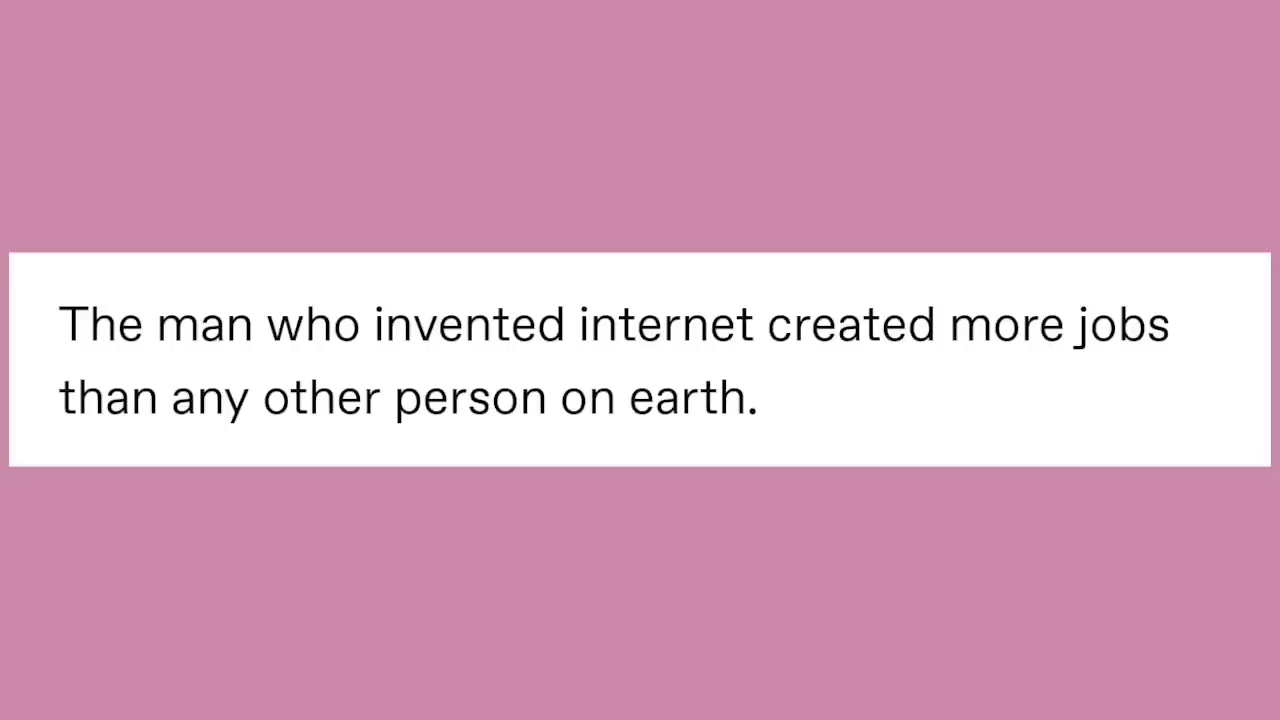 The man who invented internet created more jobs
than any other person on earth.